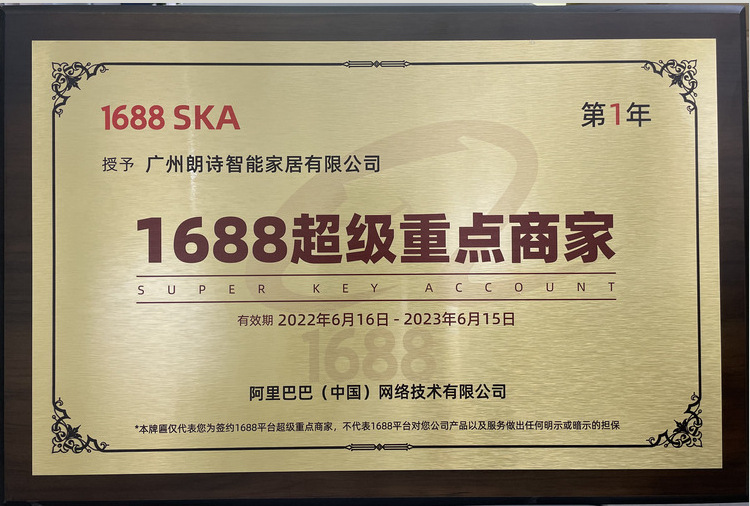 1688 SKA
第1年
授予 广州朗诗智能家居有限公司
1688超级重点商家
SUPER KEY ACCOUNT
有效期 2022年6月16日 - 2023年6月15日
1688
阿里巴巴（中国）网络技术有限公司
*本牌匾仅代表您为签约1688平台超级重点商家，不代表1688平台对您公司产品以及服务做出任何明示或暗示的担保